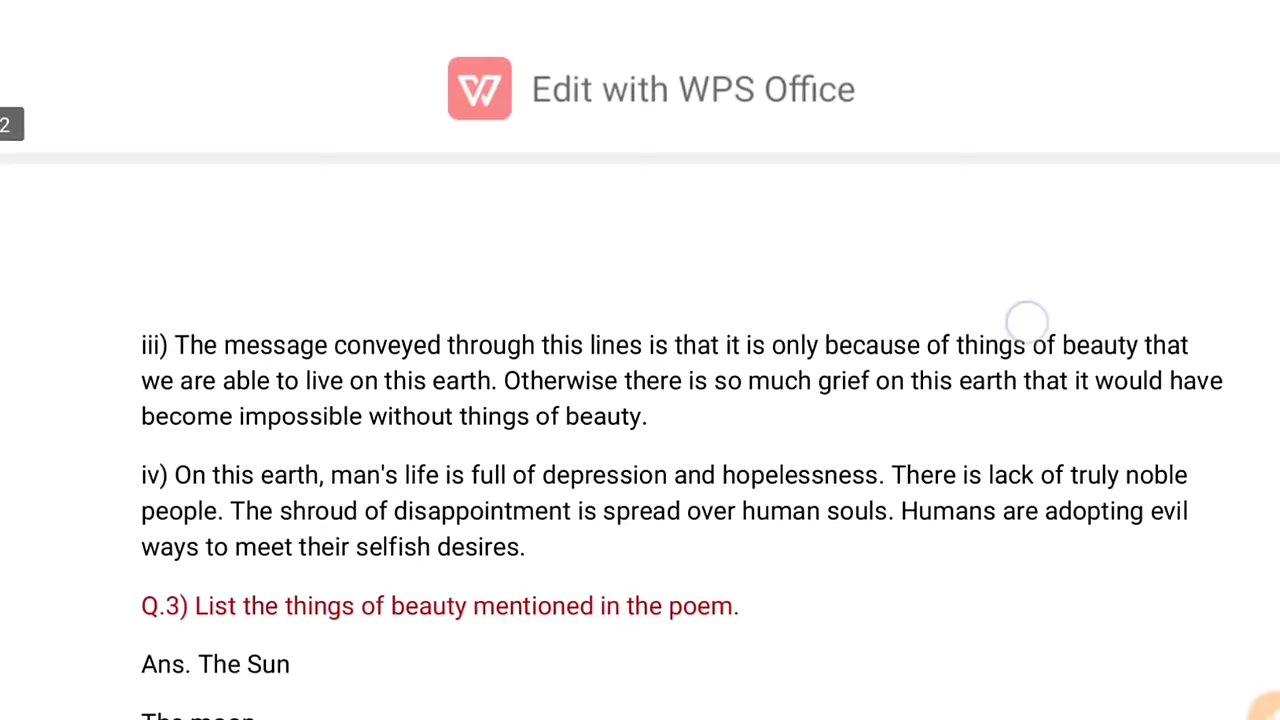 Edit with WPS Office
2
iii) The message conveyed through this lines is that it is only because of things of beauty that
we are able to live on this earth. Otherwise there is so much grief on this earth that it would have
become impossible without things of beauty.
iv) On this earth, man's life is full of depression and hopelessness. There is lack of truly noble
people. The shroud of disappointment is spread over human souls. Humans are adopting evil
ways to meet their selfish desires.
Q.3) List the things of beauty mentioned in the poem.
Ans. The Sun
The moon